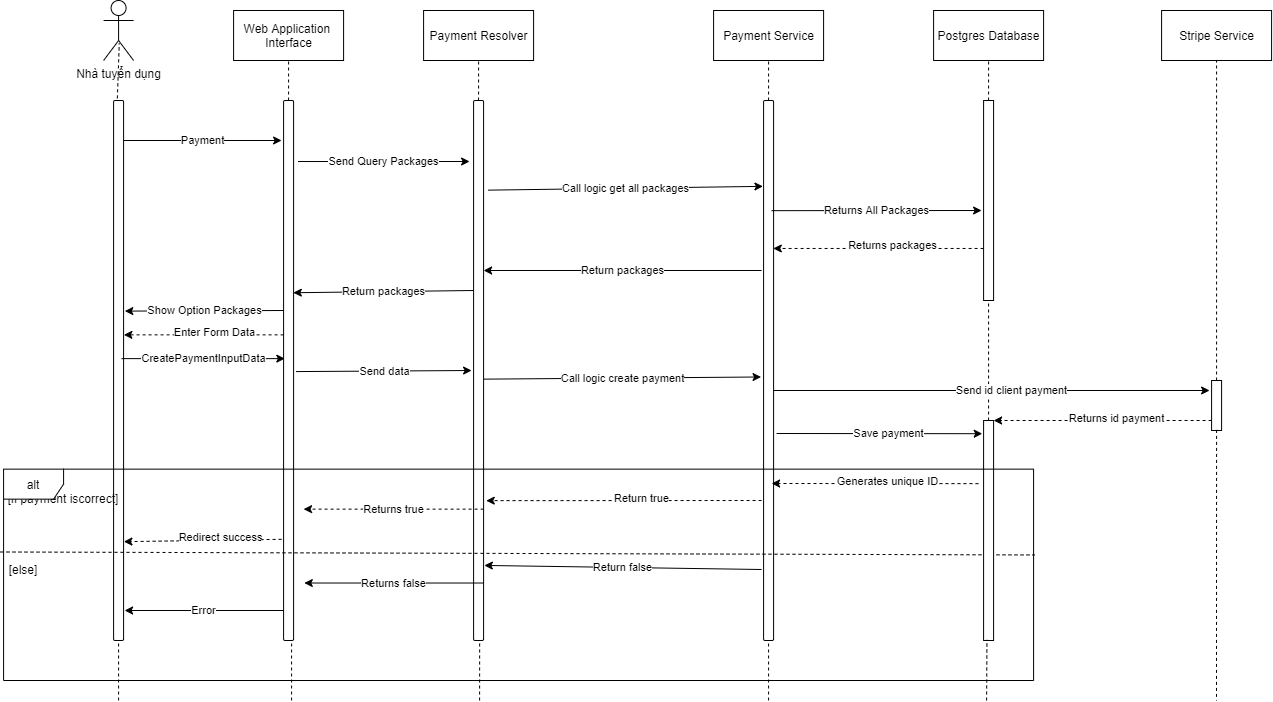 Nhà tuyển dụng
Web Application
Interface
Payment Resolver
Payment Service
Postgres Database
Stripe Service
Payment
Send Query Packages
Call logic get all packages
Returns All Packages
Returns packages
Return packages
Return packages
Show Option Packages
Enter Form Data
CreatePaymentInputData
Send data
Call logic create payment
Send id client payment
Returns id payment
Save payment
alt
[if payment iscorrect]
Generates unique ID
Return true
Returns true
Redirect success
[else]
Return false
Returns false
Error